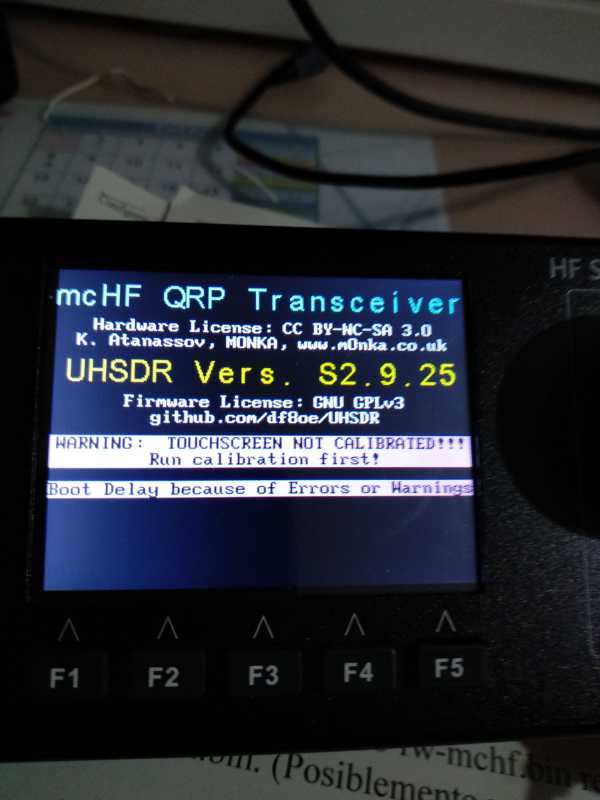 HF S
mcHF QRP Transceiver
Hardware License: CC BY-NC-SA 3.0
K. Atanassov, M0NKA, www.m0nka.co.uk
UHSDR Vers. S2.9.25
Firmware License: GNU GPLv3
github.com/df8oe/UHSDR
WARNING: TOUCHSCREEN NOT CALIBRATED!!!
Run calibration first!
Boot Delay because of Errors or Warnings
F1 F2 F3 F4 F5
fw-mchf.bin re
(Posiblemente